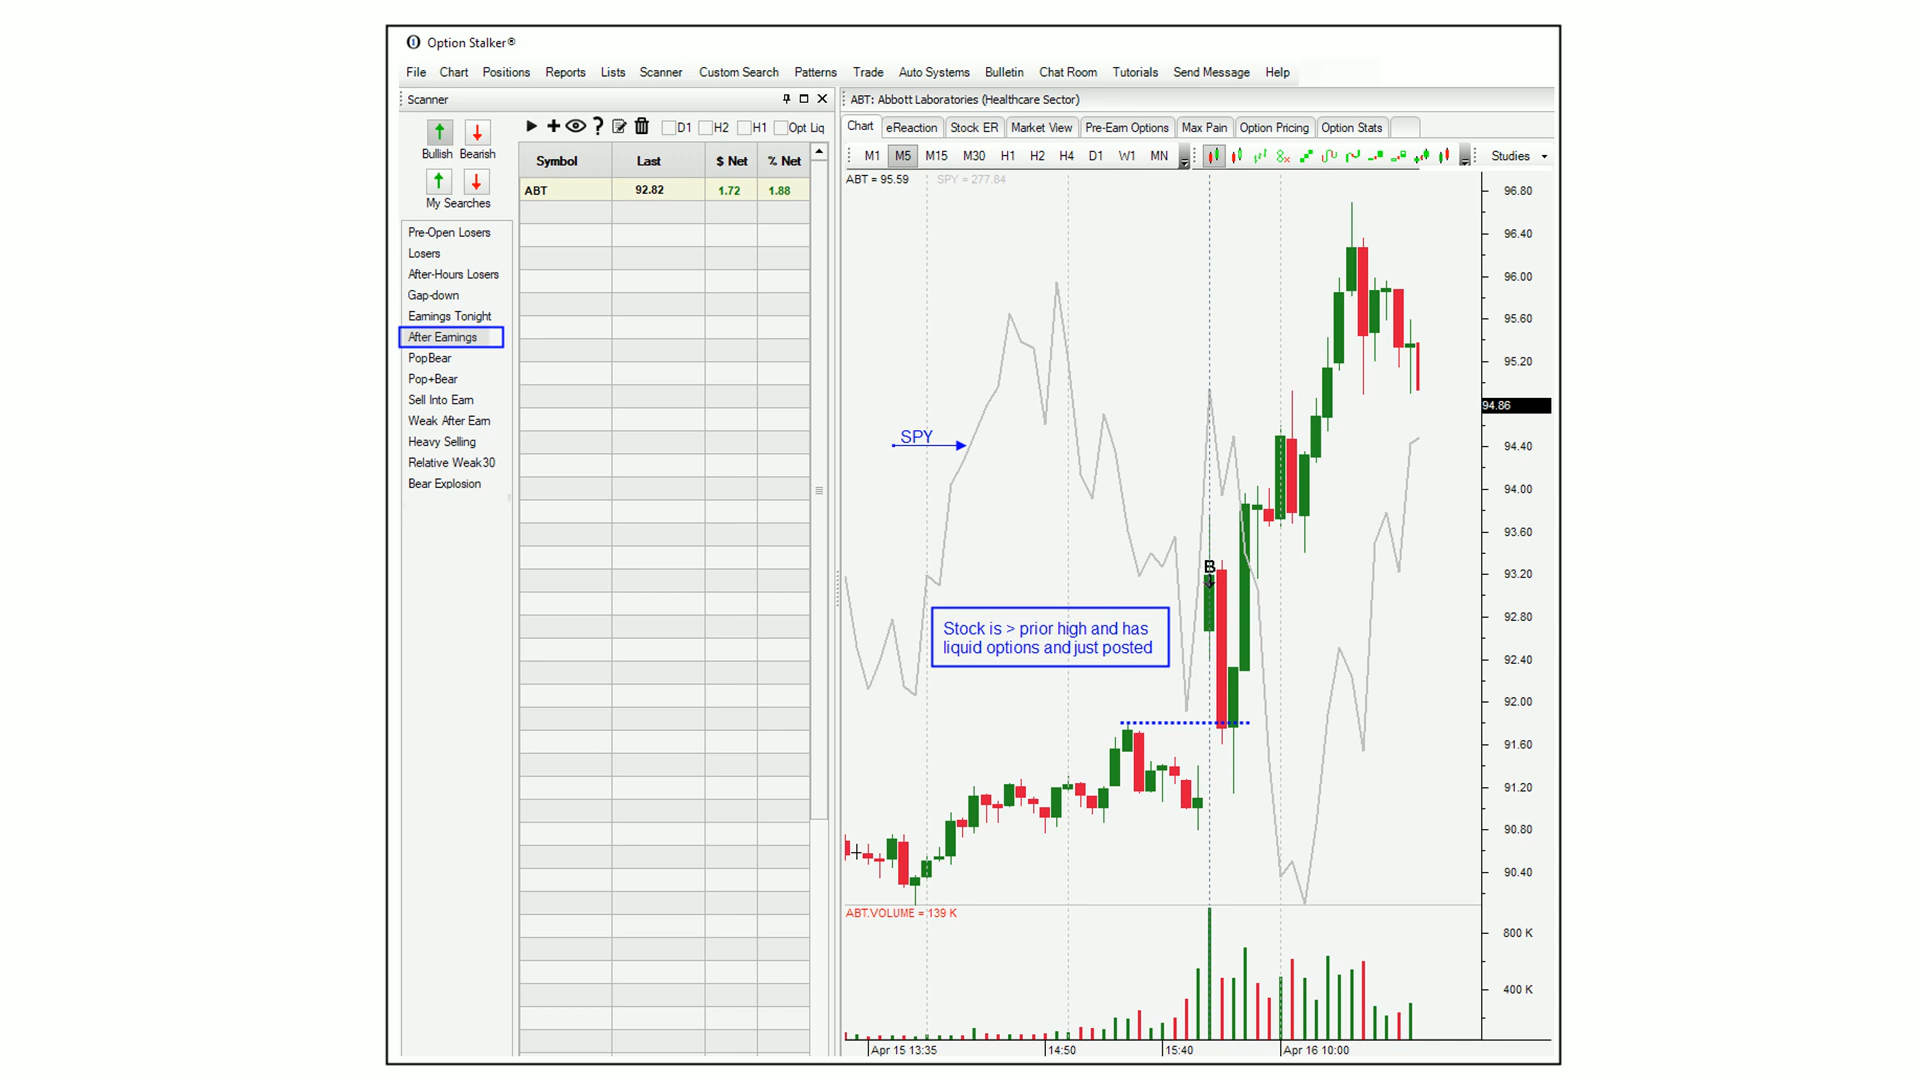 Option Stalker®
File Chart Positions Reports Lists Scanner Custom Search Patterns Trade Auto Systems Bulletin Chat Room Tutorials Send Message Help
Scanner
ABT: Abbott Laboratories (Healthcare Sector)
Bullish Bearish
My Searches
D1 H2 H1 Opt Liq
Symbol Last $ Net % Net
ABT 92.82 1.72 1.88
Pre-Open Losers
Losers
After-Hours Losers
Gap-down
Earnings Tonight
After Earnings
PopBear
Pop+Bear
Sell Into Earn
Weak After Earn
Heavy Selling
Relative Weak30
Bear Explosion
Chart eReaction Stock ER Market View Pre-Earn Options Max Pain Option Pricing Option Stats
M1 M5 M15 M30 H1 H2 H4 D1 W1 MN Studies
ABT = 95.59 SPY = 277.84
SPY
B
Stock is > prior high and has
liquid options and just posted
96.80
96.40
96.00
95.60
95.20
94.86
94.40
94.00
93.60
93.20
92.80
92.40
92.00
91.60
91.20
90.80
90.40
ABT.VOLUME = 139 K
800 K
400 K
Apr 15 13:35 14:50 15:40 Apr 16 10:00